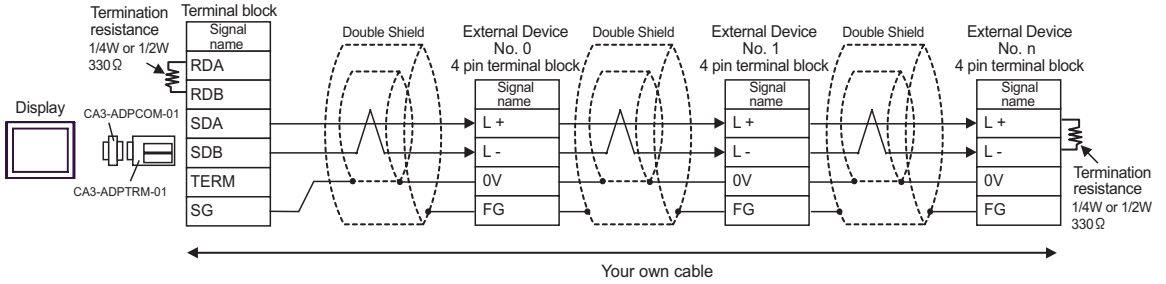 Termination
resistance
1/4W or 1/2W
330Ω
Display
CA3-ADPCOM-01
CA3-ADPTRM-01
Terminal block
Signal
name
RDA
RDB
SDA
SDB
TERM
SG
Double Shield
External Device
No. 0
4 pin terminal block
Signal
name
L +
L -
0V
FG
Double Shield
External Device
No. 1
4 pin terminal block
Signal
name
L +
L -
0V
FG
Double Shield
External Device
No. n
4 pin terminal block
Signal
name
L +
L -
0V
FG
Termination
resistance
1/4W or 1/2W
330Ω
Your own cable